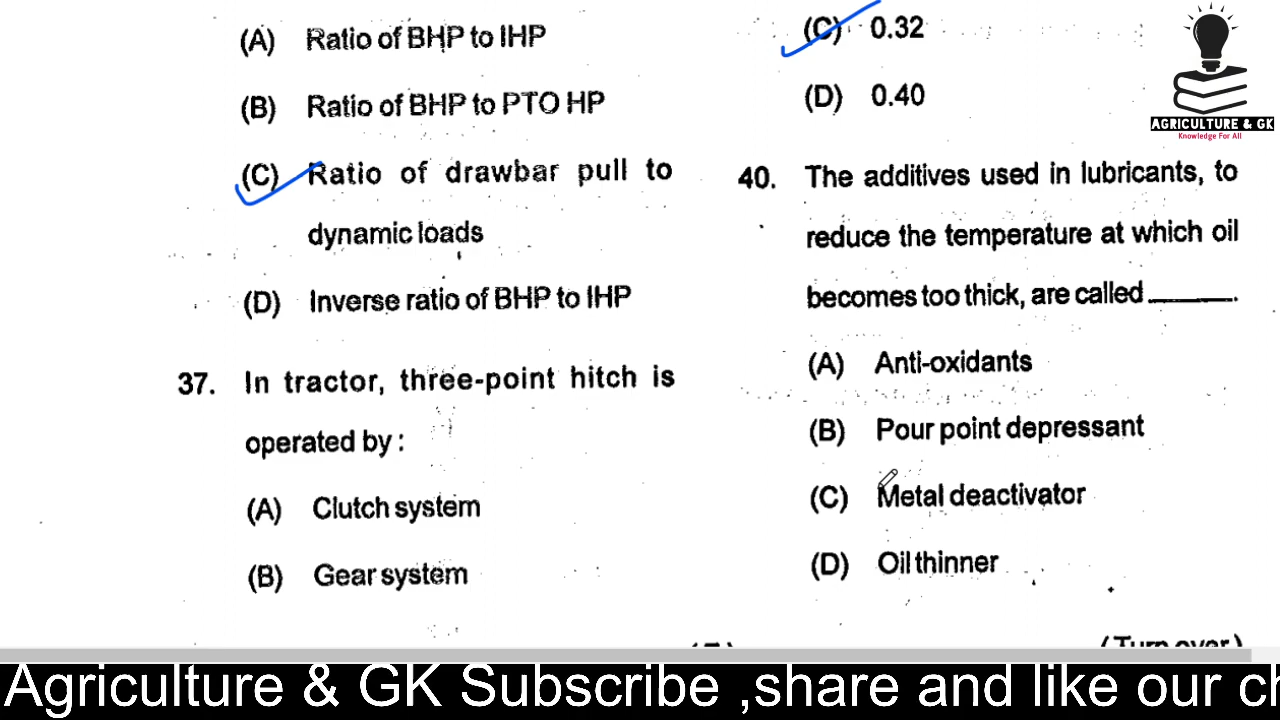 (A) Ratio of BHP to IHP
(B) Ratio of BHP to PTO HP
(C) Ratio of drawbar pull to
dynamic loads
(D) Inverse ratio of BHP to IHP
37. In tractor, three-point hitch is
operated by :
(A) Clutch system
(B) Gear system
(C) 0.32
(D) 0.40
40. The additives used in lubricants, to
reduce the temperature at which oil
becomes too thick, are called ______.
(A) Anti-oxidants
(B) Pour point depressant
(C) Metal deactivator
(D) Oil thinner
(Turn over)
AGRICULTURE & GK
Knowledge For All
Agriculture & GK Subscribe ,share and like our ch